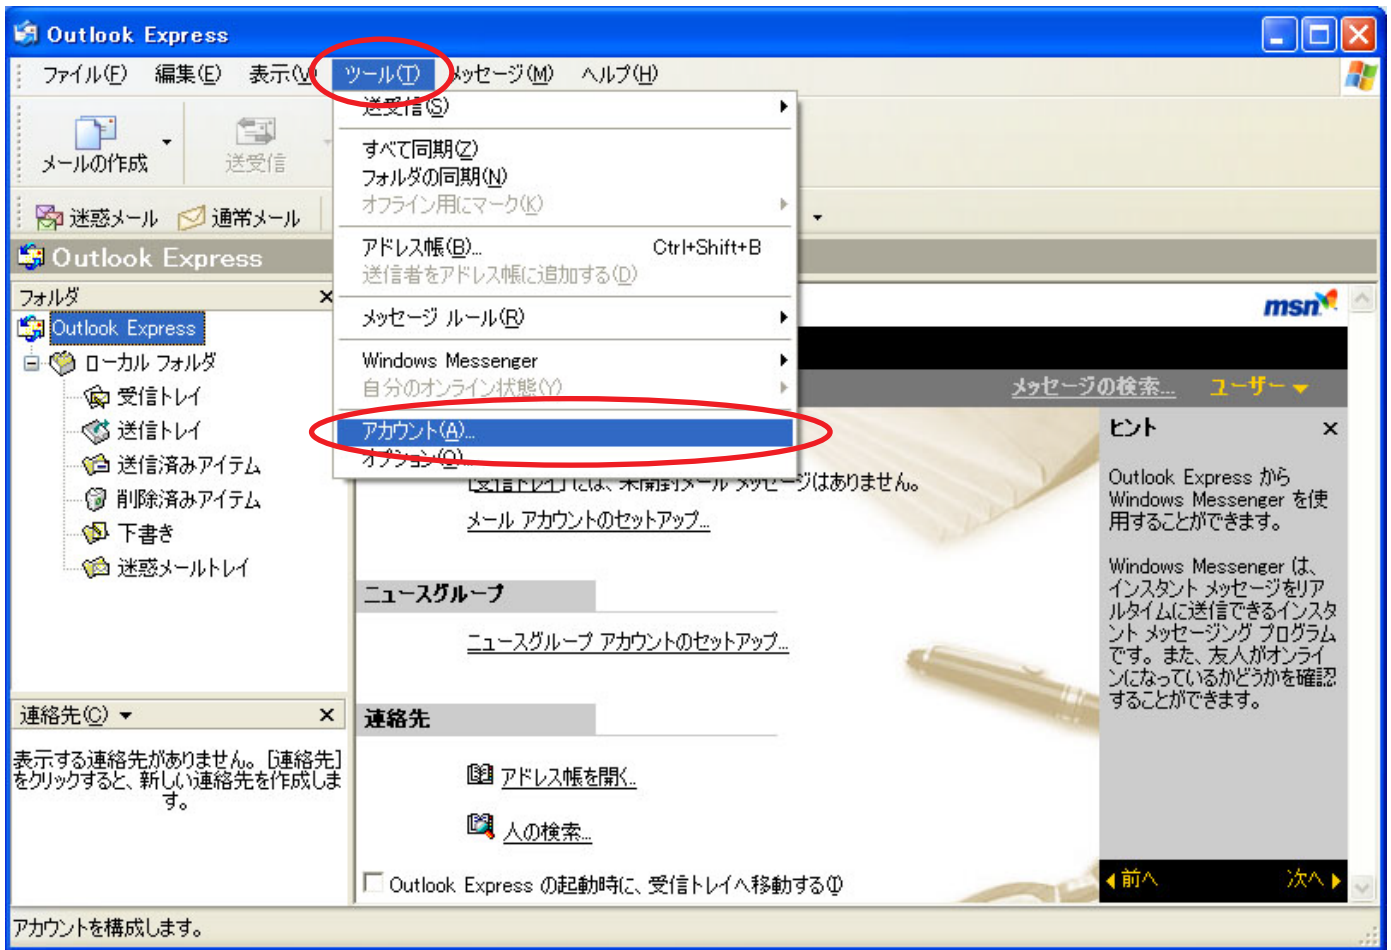 Outlook Express
ファイル(F) 編集(E) 表示(V) ツール(T) メッセージ(M) ヘルプ(H)
メールの作成 送受信
迷惑メール 通常メール
送受信(S)
すべて同期(Z)
フォルダの同期(N)
オフライン用にマーク(K)
アドレス帳(B)... Ctrl+Shift+B
送信者をアドレス帳に追加する(D)
メッセージ ルール(R)
Windows Messenger
自分のオンライン状態(Y)
アカウント(A)...
オプション(O)...
Outlook Express
フォルダ
Outlook Express
ローカル フォルダ
受信トレイ
送信トレイ
送信済みアイテム
削除済みアイテム
下書き
迷惑メールトレイ
連絡先(C)
表示する連絡先がありません。[連絡先]
をクリックすると、新しい連絡先を作成しま
す。
msn
メッセージの検索... ユーザー
[受信トレイ] には、未開封メール メッセージはありません。
メール アカウントのセットアップ...
ニュースグループ
ニュースグループ アカウントのセットアップ...
連絡先
アドレス帳を開く...
人の検索...
Outlook Express の起動時に、受信トレイへ移動する(I)
ヒント
Outlook Express から
Windows Messenger を使
用することができます。
Windows Messenger は、
インスタント メッセージをリア
ルタイムに送信できるインスタ
ント メッセージング プログラム
です。また、友人がオンライ
ンになっているかどうかを確認
することができます。
前へ 次へ
アカウントを構成します。